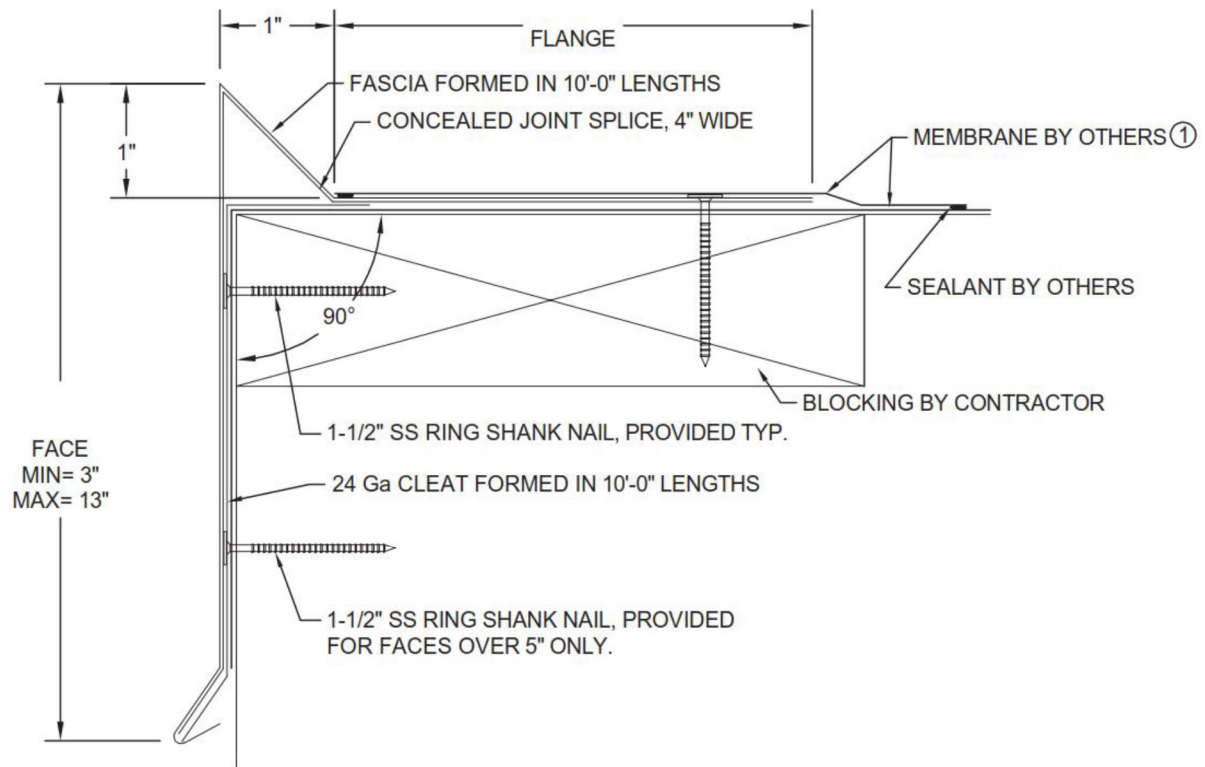 1"
FLANGE
FASCIA FORMED IN 10'-0" LENGTHS
CONCEALED JOINT SPLICE, 4" WIDE
MEMBRANE BY OTHERS ①
1"
SEALANT BY OTHERS
90°
BLOCKING BY CONTRACTOR
1-1/2" SS RING SHANK NAIL, PROVIDED TYP.
FACE
MIN= 3"
MAX= 13"
24 Ga CLEAT FORMED IN 10'-0" LENGTHS
1-1/2" SS RING SHANK NAIL, PROVIDED
FOR FACES OVER 5" ONLY.